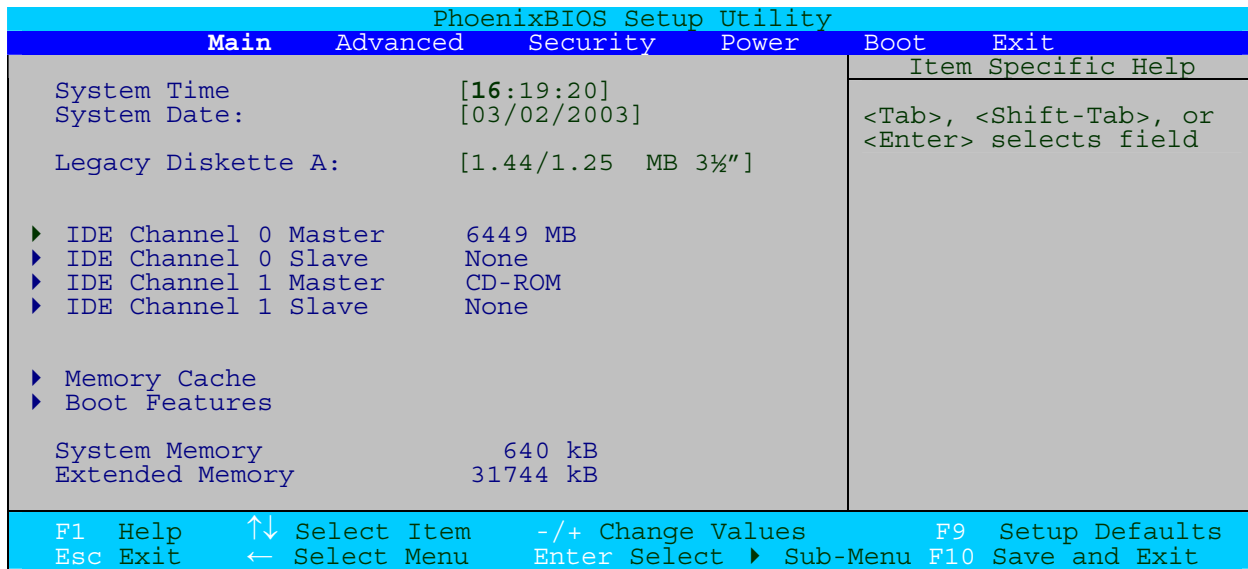 PhoenixBIOS Setup Utility
Main Advanced Security Power Boot Exit
Item Specific Help
System Time [16:19:20]
System Date: [03/02/2003]
<Tab>, <Shift-Tab>, or
<Enter> selects field
Legacy Diskette A: [1.44/1.25 MB 3½″]
IDE Channel 0 Master 6449 MB
IDE Channel 0 Slave None
IDE Channel 1 Master CD-ROM
IDE Channel 1 Slave None
Memory Cache
Boot Features
System Memory 640 kB
Extended Memory 31744 kB
F1 Help ↑↓ Select Item -/+ Change Values F9 Setup Defaults
Esc Exit ← Select Menu Enter Select ▶ Sub-Menu F10 Save and Exit